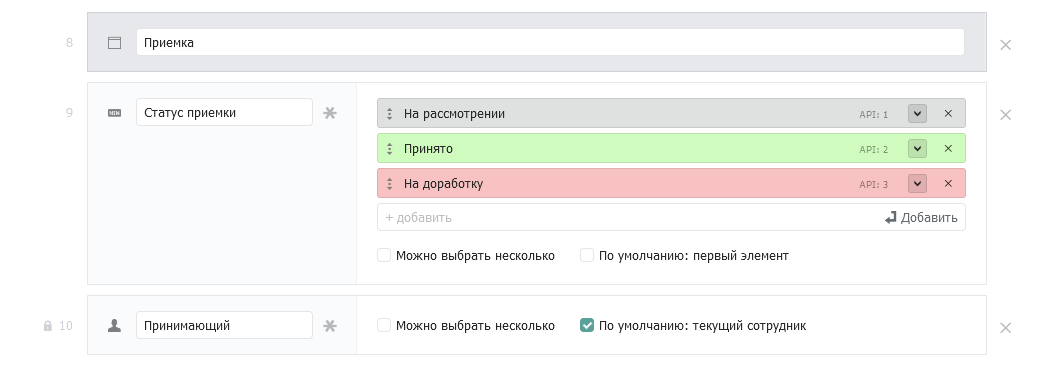 8
Приемка
9
NEW
Статус приемки
На рассмотрении
API: 1
Принято
API: 2
На доработку
API: 3
+ добавить
Добавить
Можно выбрать несколько
По умолчанию: первый элемент
10
Принимающий
Можно выбрать несколько
По умолчанию: текущий сотрудник